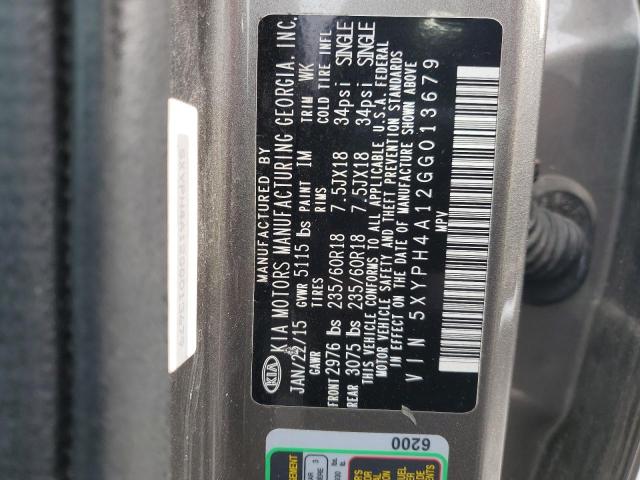 MANUFACTURED BY
KIA KIA MOTORS MANUFACTURING GEORGIA. INC.
JAN/22/15 GVWR 5115 lbs PAINT IM TRIM WK
GAWR TIRES RIMS COLD TIRE INFL
FRONT 2976 lbs 235/60R18 7.5JX18 34psi SINGLE
REAR 3075 lbs 235/60R18 7.5JX18 34psi SINGLE
THIS VEHICLE CONFORMS TO ALL APPLICABLE U.S.A. FEDERAL
MOTOR VEHICLE SAFETY AND THEFT PREVENTION STANDARDS
IN EFFECT ON THE DATE OF MANUFACTURE SHOWN ABOVE
VIN 5XYPH4A12GG013679
MPV
6200